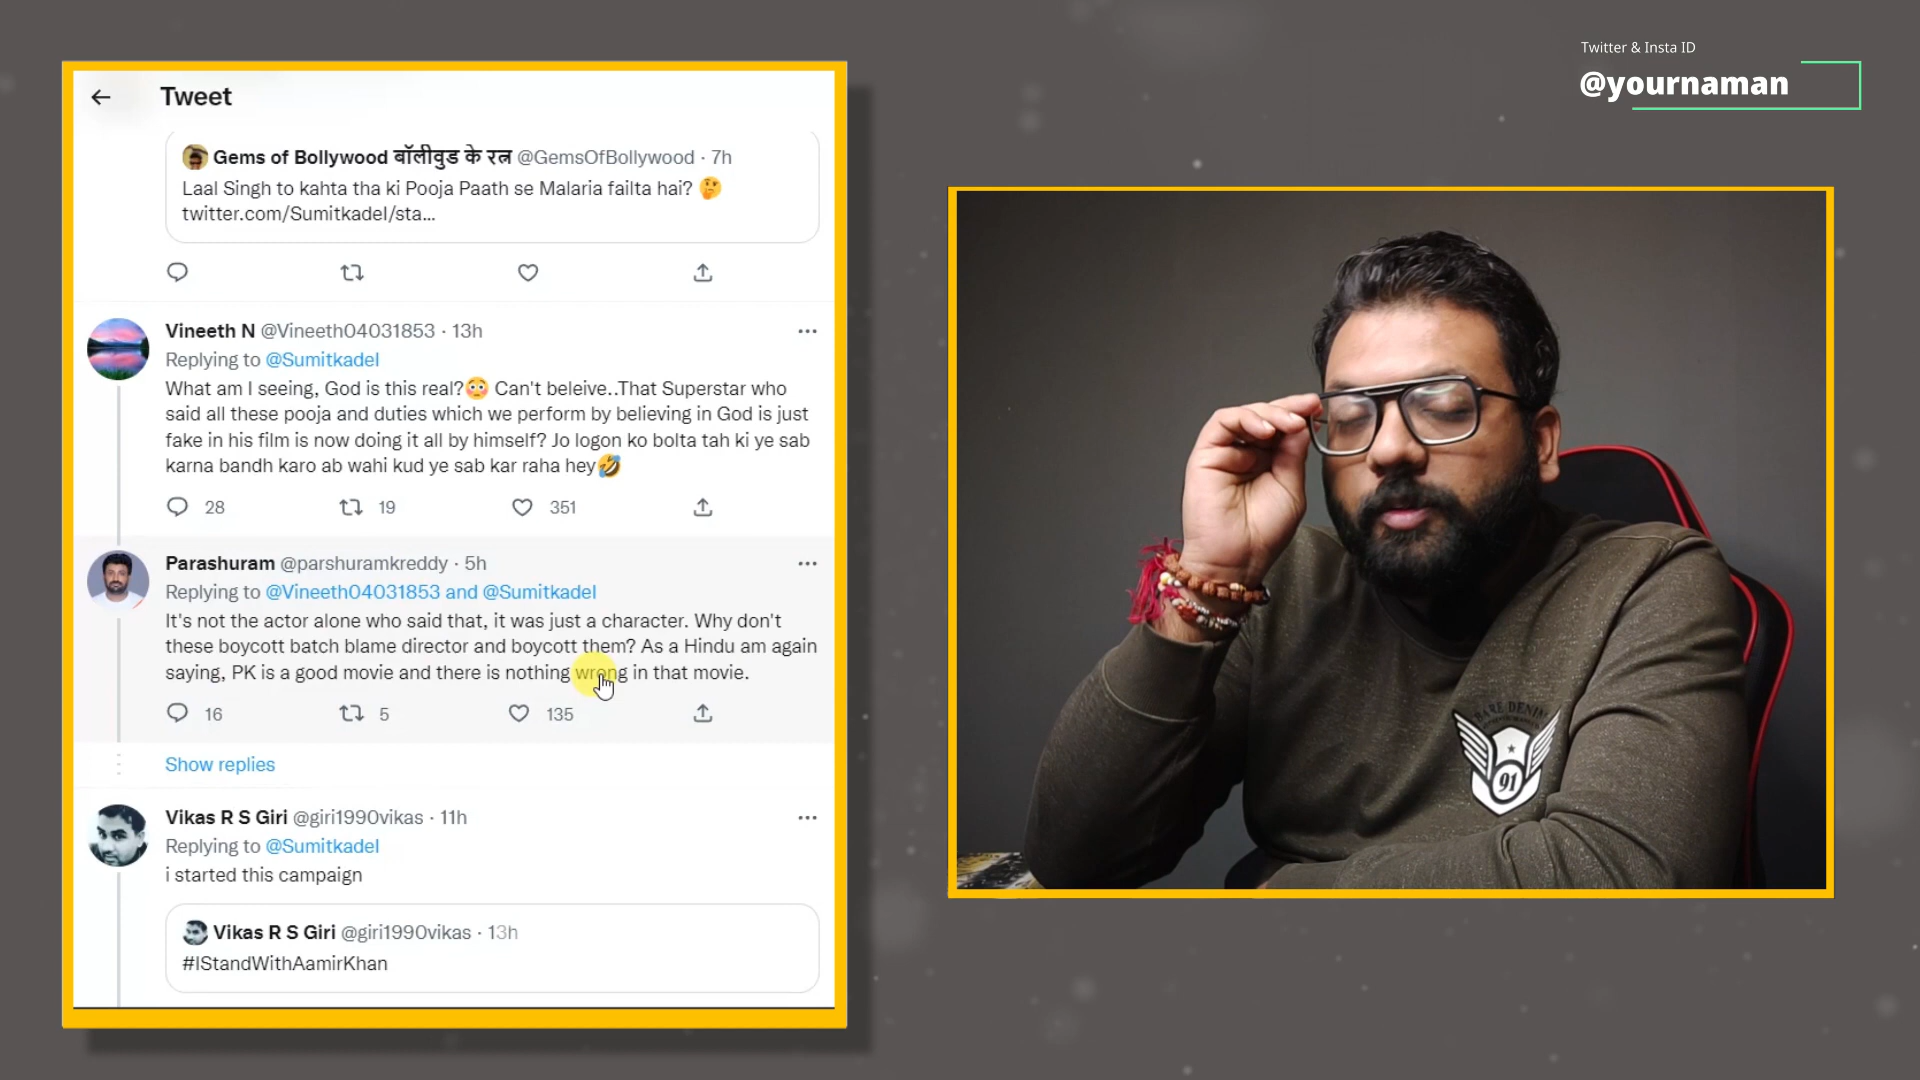 Twitter & Insta ID
@yournaman
Tweet
Gems of Bollywood बॉलीवुड के रत्न @GemsOfBollywood · 7h
Laal Singh to kahta tha ki Pooja Paath se Malaria failta hai? 🤔
twitter.com/Sumitkadel/sta...
Vineeth N @Vineeth04031853 · 13h
Replying to @Sumitkadel
What am I seeing, God is this real?😳 Can't beleive..That Superstar who
said all these pooja and duties which we perform by believing in God is just
fake in his film is now doing it all by himself? Jo logon ko bolta tah ki ye sab
karna bandh karo ab wahi kud ye sab kar raha hey🤣
28 19 351
Parashuram @parshuramkreddy · 5h
Replying to @Vineeth04031853 and @Sumitkadel
It's not the actor alone who said that, it was just a character. Why don't
these boycott batch blame director and boycott them? As a Hindu am again
saying, PK is a good movie and there is nothing wrong in that movie.
16 5 135
Show replies
Vikas R S Giri @giri1990vikas · 11h
Replying to @Sumitkadel
i started this campaign
Vikas R S Giri @giri1990vikas · 13h
#IStandWithAamirKhan
BARE DENIM
91